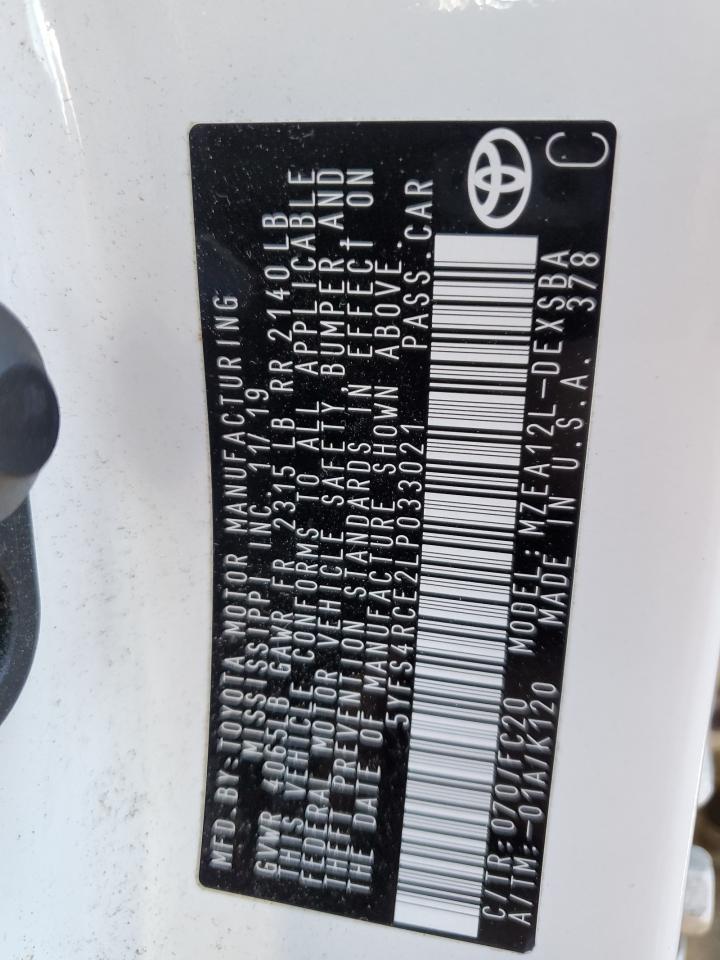 MFD.BY:TOYOTA MOTOR MANUFACTURING
MISSISSIPPI INC. 11/19
GVWR 4065LB GAWR FR 2315 LB RR 2140LB
THIS VEHICLE CONFORMS TO ALL APPLICABLE
FEDERAL MOTOR VEHICLE SAFETY, BUMPER AND
THEFT PREVENTION STANDARDS IN EFFECT ON
THE DATE OF MANUFACTURE SHOWN ABOVE.
5YFS4RCE2LP033021 PASS.CAR
C/TR:070/FC20 MODEL:MZEA12L-DEXSBA
A/TM:-01A/K120 MADE IN U.S.A. 378
C